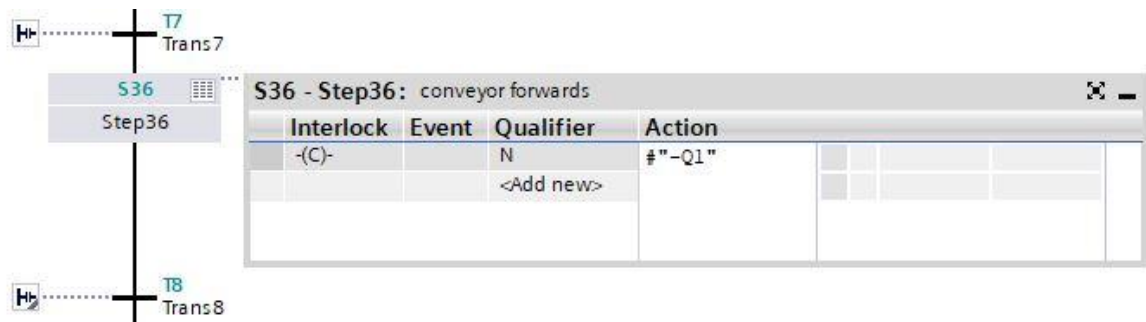 T7
Trans7
S36
Step36
S36 - Step36: conveyor forwards
Interlock Event Qualifier Action
-(C)- N #"-Q1"
<Add new>
T8
Trans8